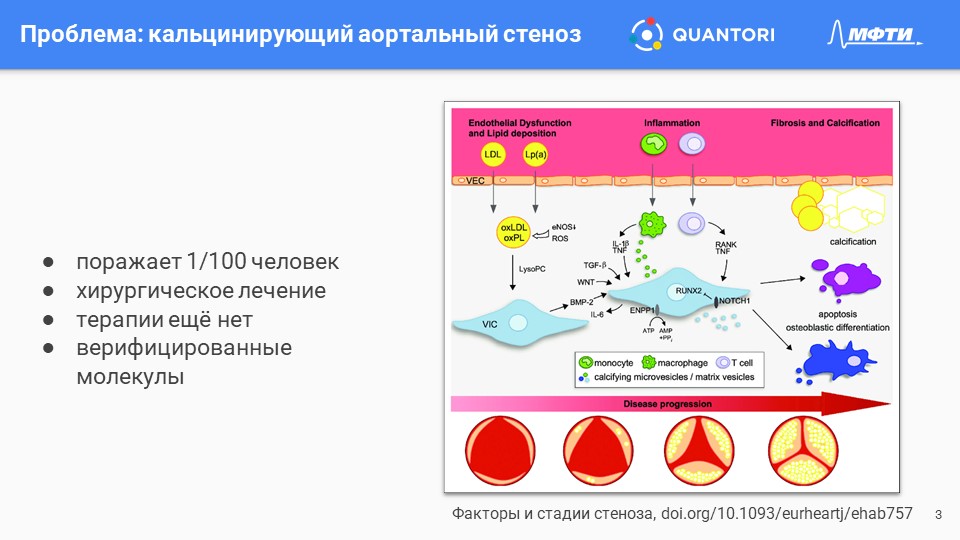 Проблема: кальцинирующий аортальный стеноз
QUANTORI
МФТИ
● поражает 1/100 человек
● хирургическое лечение
● терапии ещё нет
● верифицированные
молекулы
Endothelial Dysfunction
and Lipid deposition
Inflammation
Fibrosis and Calcification
LDL
Lp(a)
VEC
oxLDL
oxPL
eNOS↓
ROS
LysoPC
IL-1β
TNF
RANK
TNF
calcification
TGF-β
WNT
BMP-2
IL-6
VIC
RUNX2
NOTCH1
ENPP1
ATP
AMP
+PPi
apoptosis
osteoblastic differentiation
monocyte
macrophage
T cell
calcifying microvesicles / matrix vesicles
Disease progression
Факторы и стадии стеноза, doi.org/10.1093/eurheartj/ehab757
3